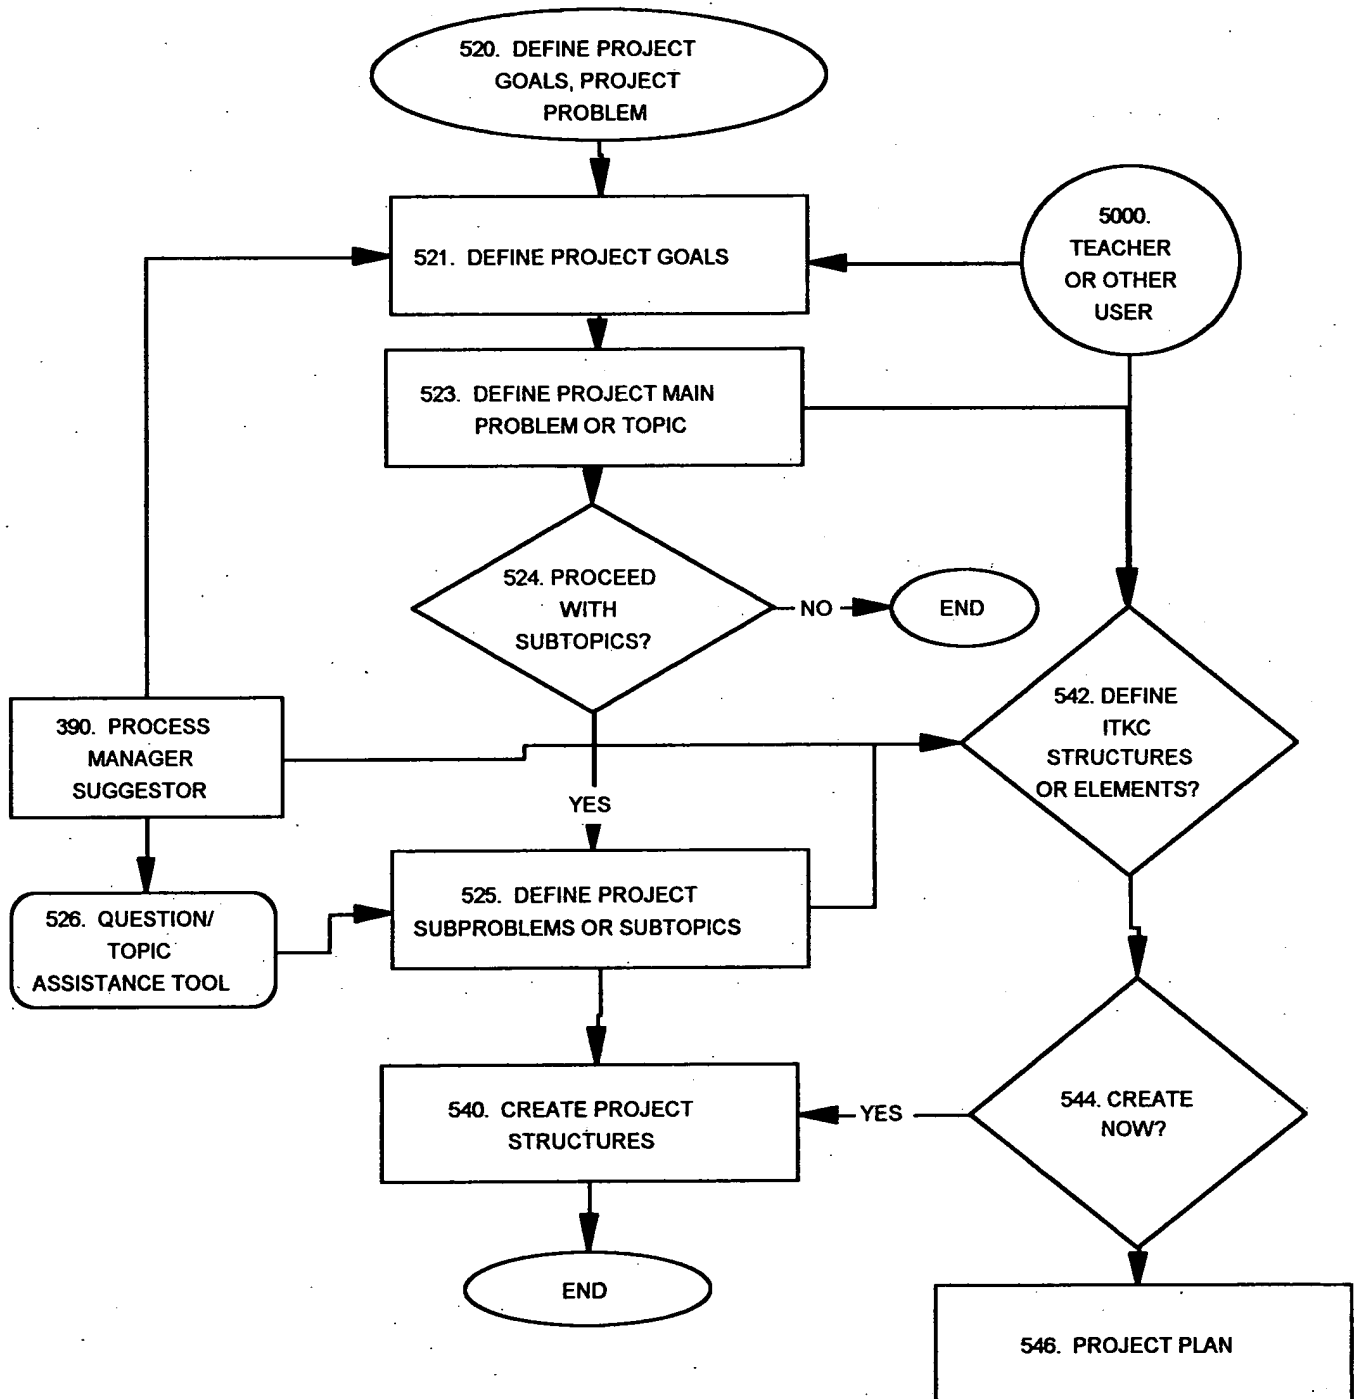 520. DEFINE PROJECT
GOALS, PROJECT
PROBLEM
5000.
TEACHER
OR OTHER
USER
521. DEFINE PROJECT GOALS
523. DEFINE PROJECT MAIN
PROBLEM OR TOPIC
524. PROCEED
WITH
SUBTOPICS?
NO
END
542. DEFINE
ITKC
STRUCTURES
OR ELEMENTS?
390. PROCESS
MANAGER
SUGGESTOR
YES
526. QUESTION/
TOPIC
ASSISTANCE TOOL
525. DEFINE PROJECT
SUBPROBLEMS OR SUBTOPICS
540. CREATE PROJECT
STRUCTURES
YES
544. CREATE
NOW?
END
546. PROJECT PLAN